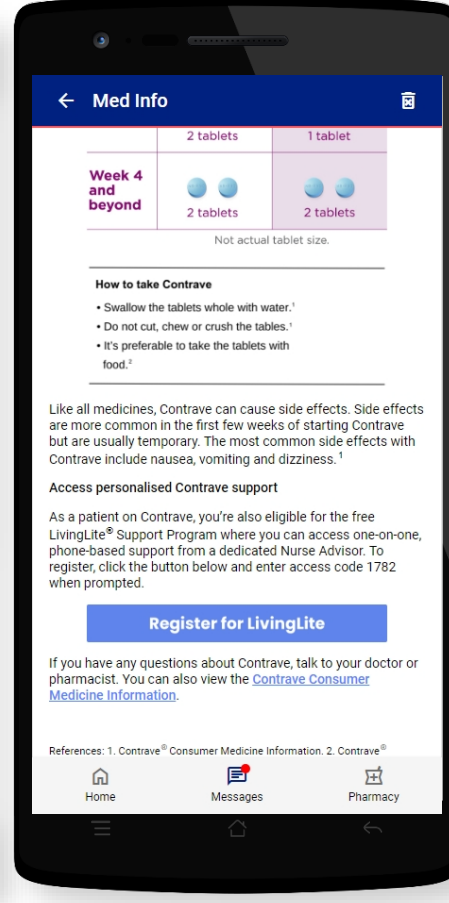 Med Info
2 tablets 1 tablet
Week 4
and
beyond
2 tablets 2 tablets
Not actual tablet size.
How to take Contrave
• Swallow the tablets whole with water.¹
• Do not cut, chew or crush the tables.¹
• It's preferable to take the tablets with
food.²
Like all medicines, Contrave can cause side effects. Side effects
are more common in the first few weeks of starting Contrave
but are usually temporary. The most common side effects with
Contrave include nausea, vomiting and dizziness.¹
Access personalised Contrave support
As a patient on Contrave, you're also eligible for the free
LivingLite® Support Program where you can access one-on-one,
phone-based support from a dedicated Nurse Advisor. To
register, click the button below and enter access code 1782
when prompted.
Register for LivingLite
If you have any questions about Contrave, talk to your doctor or
pharmacist. You can also view the Contrave Consumer
Medicine Information.
References: 1. Contrave® Consumer Medicine Information. 2. Contrave®
Home Messages Pharmacy